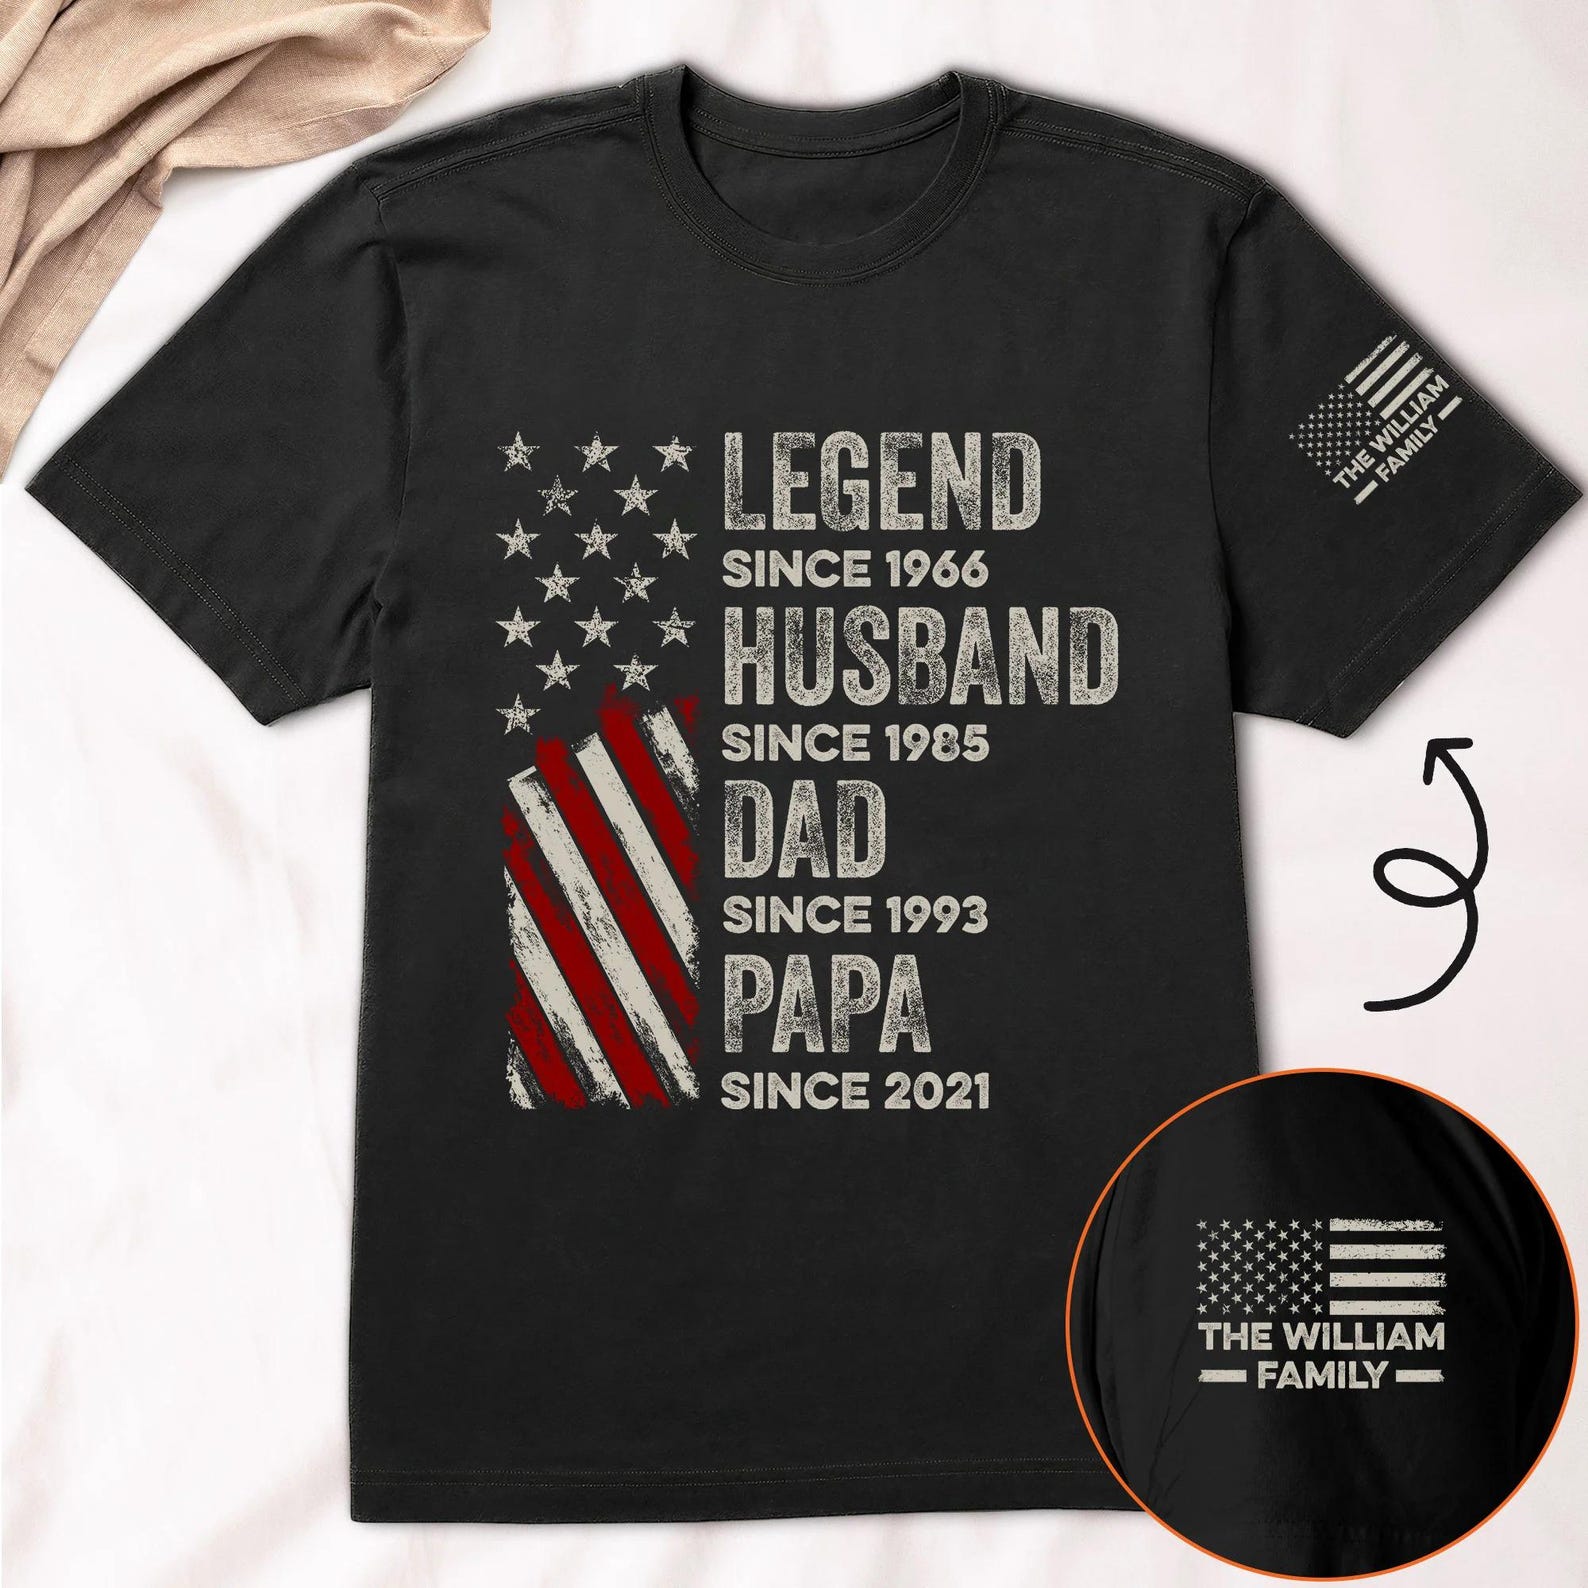 LEGEND
SINCE 1966
HUSBAND
SINCE 1985
DAD
SINCE 1993
PAPA
SINCE 2021
THE WILLIAM
FAMILY
THE WILLIAM
FAMILY